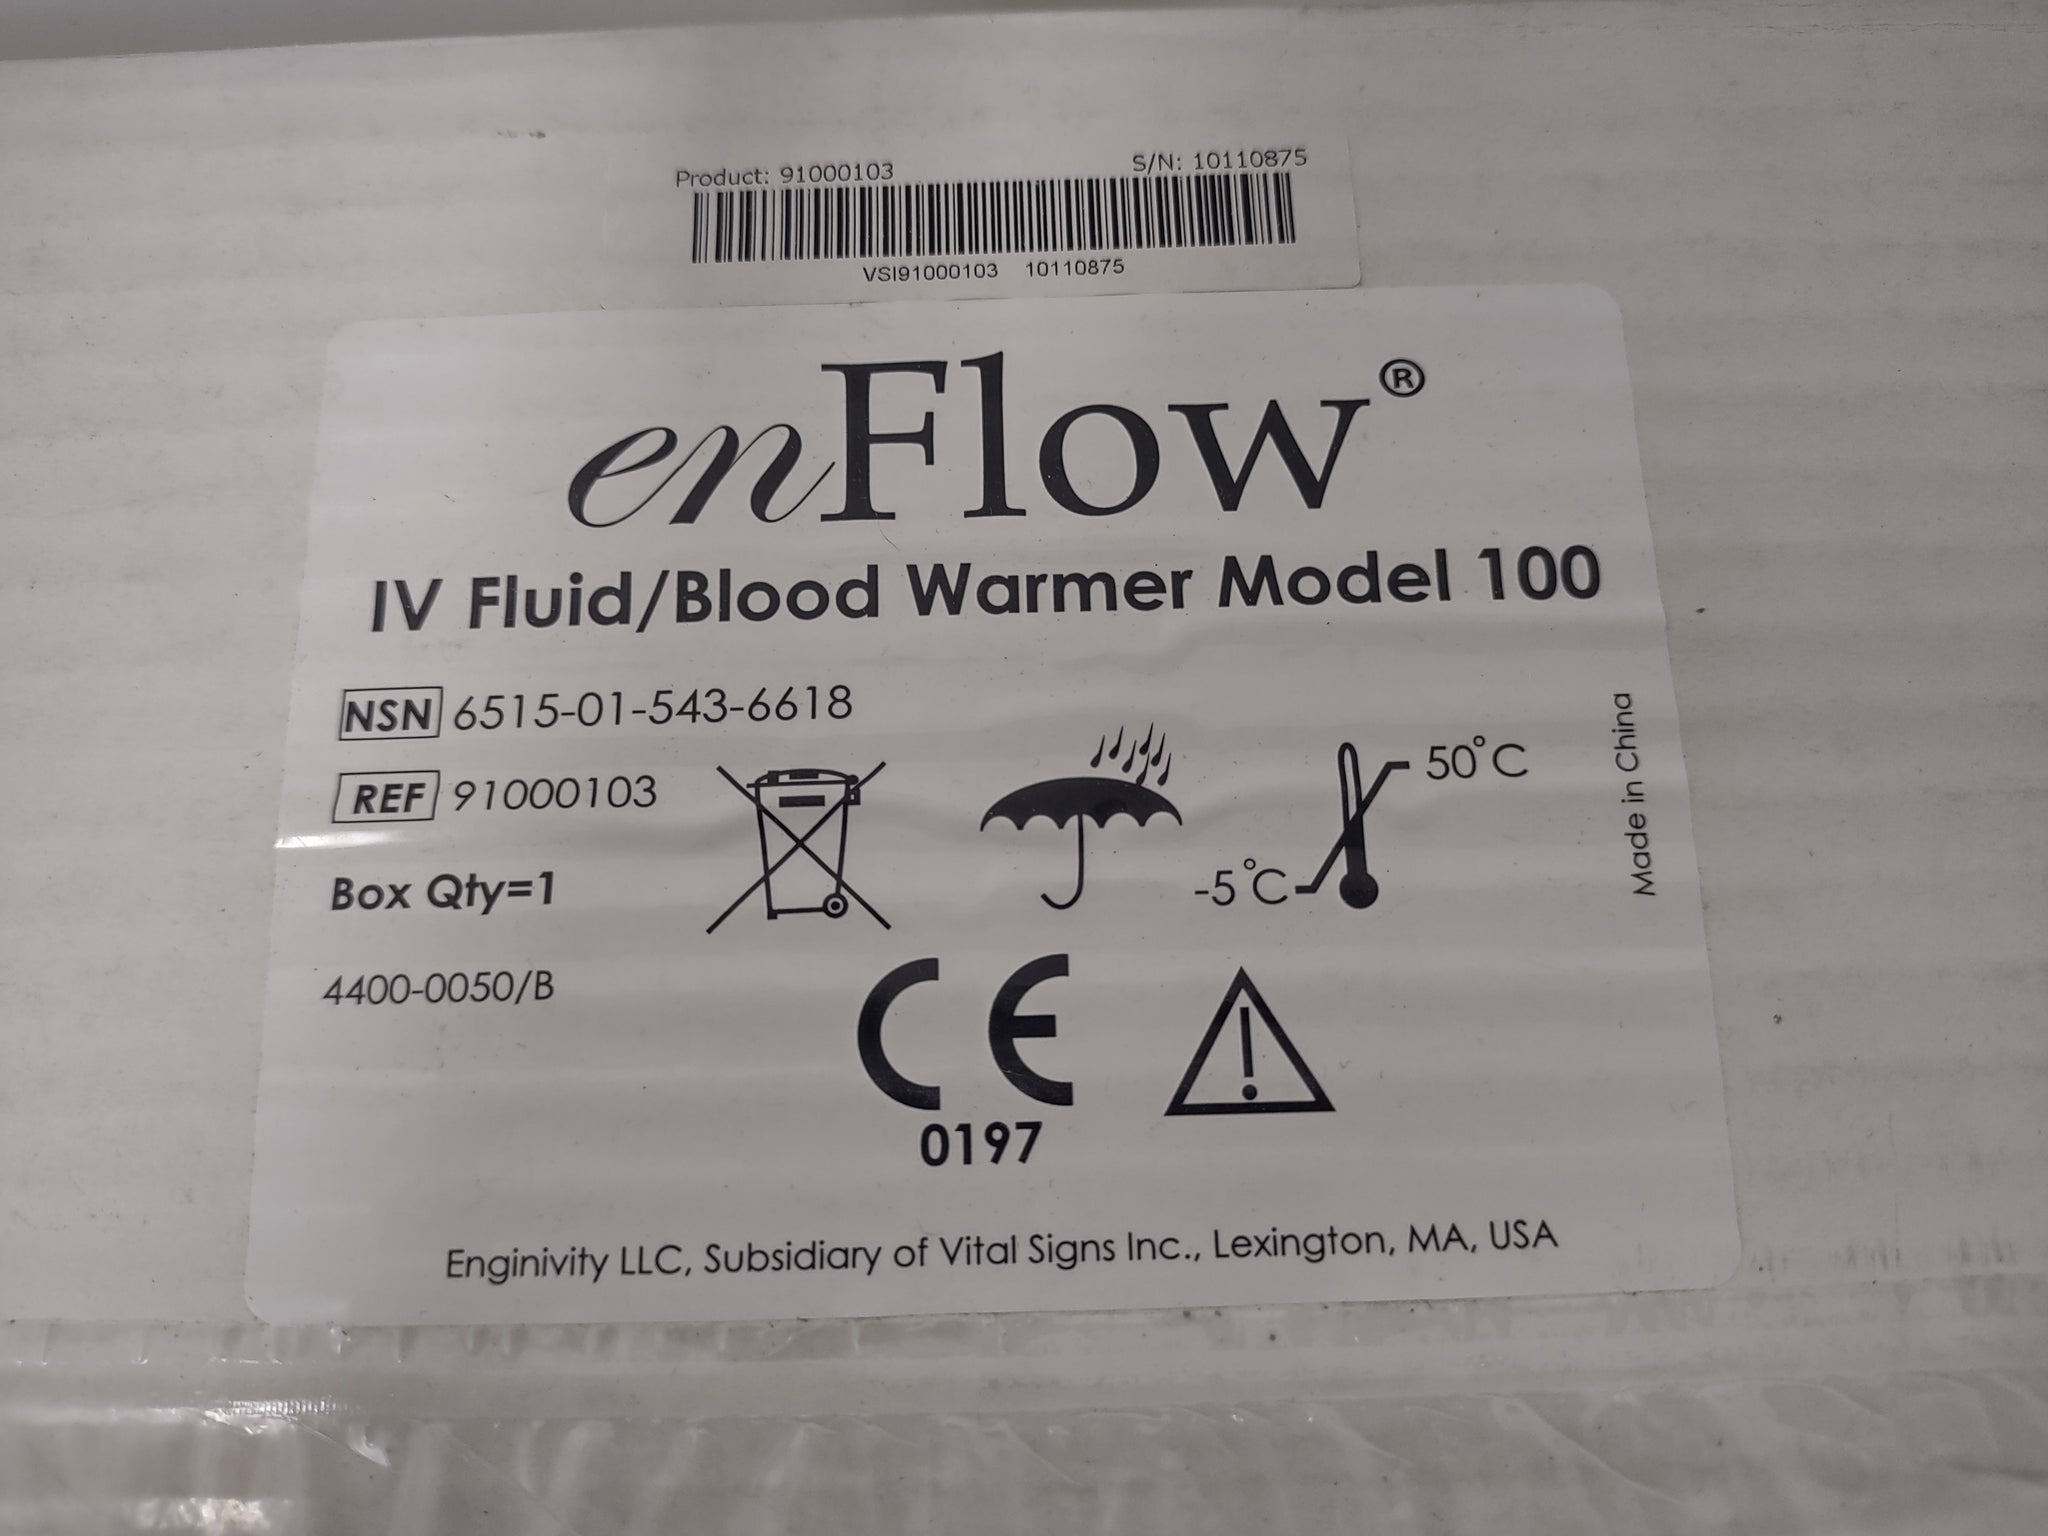 Product: 91000103 S/N: 10110875
VSI91000103 10110875
enFlow®
IV Fluid/Blood Warmer Model 100
NSN 6515-01-543-6618
REF 91000103
50°C
-5°C
Made in China
Box Qty=1
4400-0050/B
CE
0197
Enginivity LLC, Subsidiary of Vital Signs Inc., Lexington, MA, USA